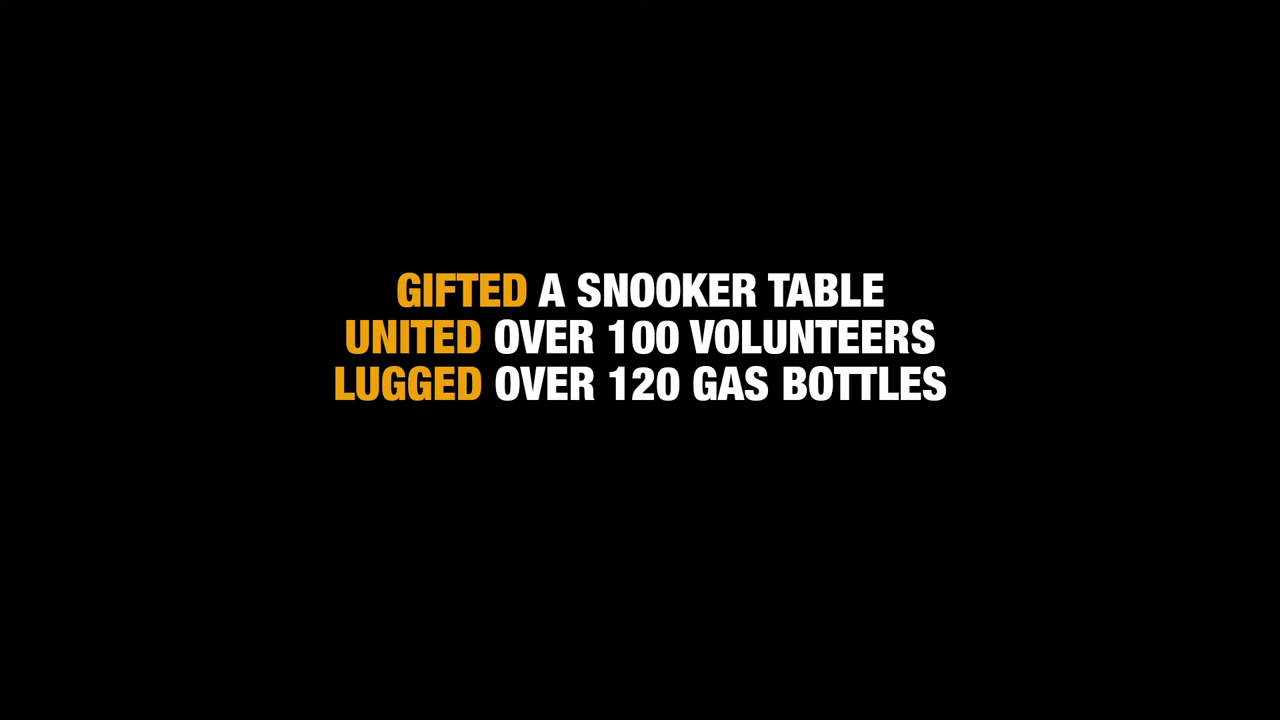 GIFTED A SNOOKER TABLE
UNITED OVER 100 VOLUNTEERS
LUGGED OVER 120 GAS BOTTLES